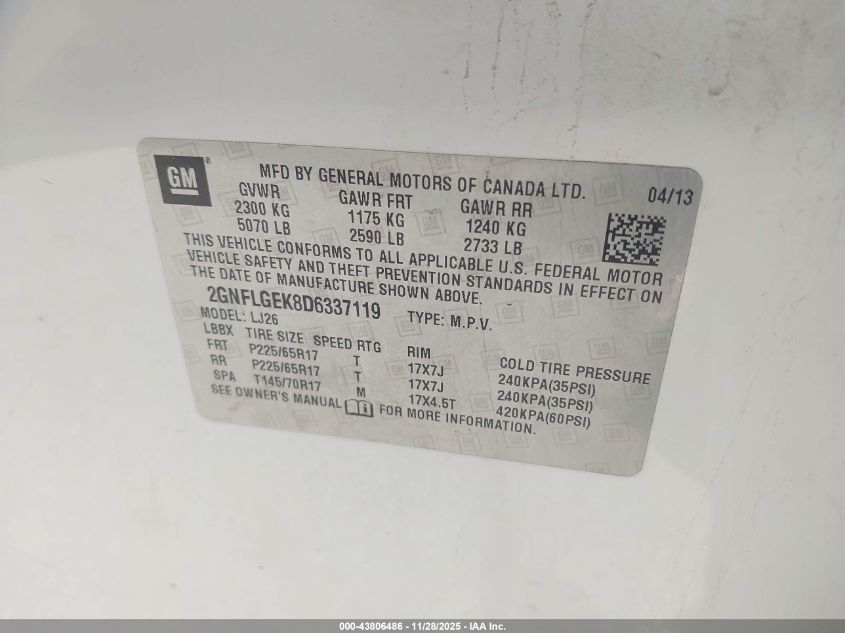 GM ®
MFD BY GENERAL MOTORS OF CANADA LTD. 04/13
GVWR GAWR FRT GAWR RR
2300 KG 1175 KG 1240 KG
5070 LB 2590 LB 2733 LB
THIS VEHICLE CONFORMS TO ALL APPLICABLE U.S. FEDERAL MOTOR
VEHICLE SAFETY AND THEFT PREVENTION STANDARDS IN EFFECT ON
THE DATE OF MANUFACTURE SHOWN ABOVE.
2GNFLGEK8D6337119 TYPE: M.P.V.
MODEL: LJ26
LBBX TIRE SIZE SPEED RTG RIM COLD TIRE PRESSURE
FRT P225/65R17 T 17X7J 240KPA(35PSI)
RR P225/65R17 T 17X7J 240KPA(35PSI)
SPA T145/70R17 M 17X4.5T 420KPA(60PSI)
SEE OWNER'S MANUAL FOR MORE INFORMATION.
000-43806486 - 11/28/2025 - IAA Inc.